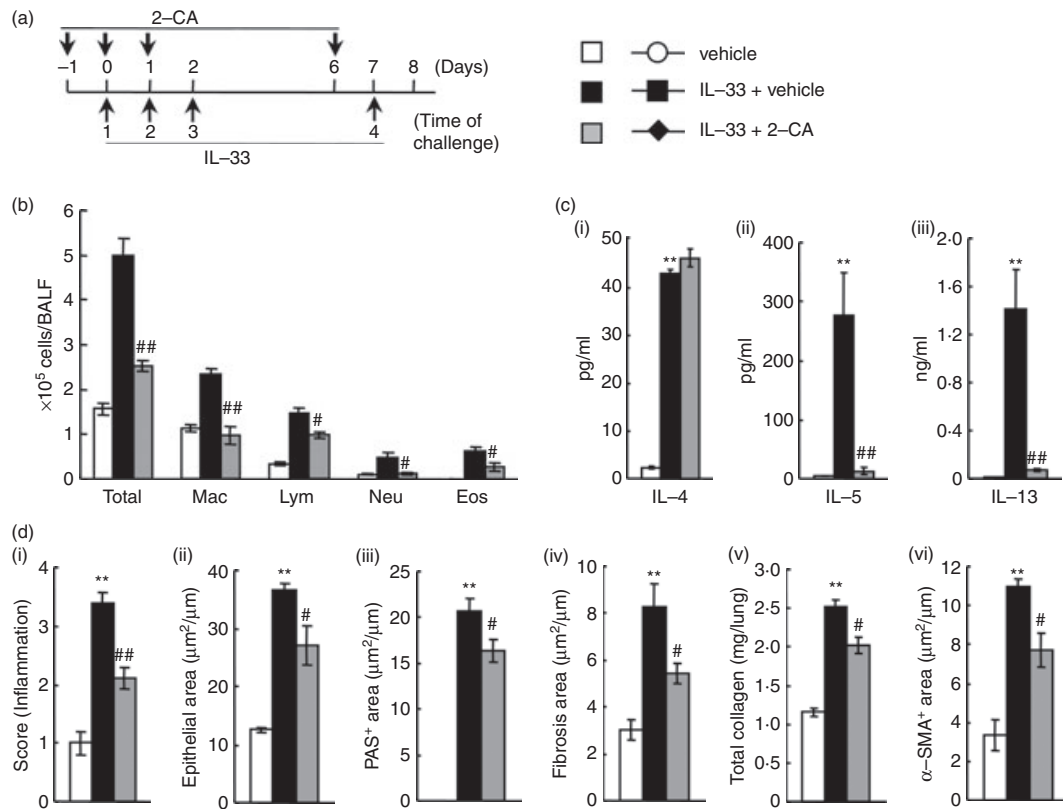 (a)
2–CA
–1 0 1 2 6 7 8 (Days)
1 2 3 4 (Time of
challenge)
IL–33
vehicle
IL–33 + vehicle
IL–33 + 2–CA
(b)
×10⁵ cells/BALF
6
5
4
3
2
1
0
##
##
#
#
#
Total Mac Lym Neu Eos
(c)
(i)
pg/ml
50
40
30
20
10
0
**
IL–4
(ii)
pg/ml
400
300
200
100
0
**
##
IL–5
(iii)
ng/ml
2·0
1·6
1·2
0·8
0·4
0
**
##
IL–13
(d)
(i)
Score (Inflammation)
4
3
2
1
0
**
##
(ii)
Epithelial area (μm²/μm)
40
30
20
10
0
**
#
(iii)
PAS⁺ area (μm²/μm)
25
20
15
10
5
0
**
#
(iv)
Fibrosis area (μm²/μm)
10
8
6
4
2
0
**
#
(v)
Total collagen (mg/lung)
3·0
2·5
2·0
1·5
1·0
0·5
0
**
#
(vi)
α–SMA⁺ area (μm²/μm)
12
10
8
6
4
2
0
**
#